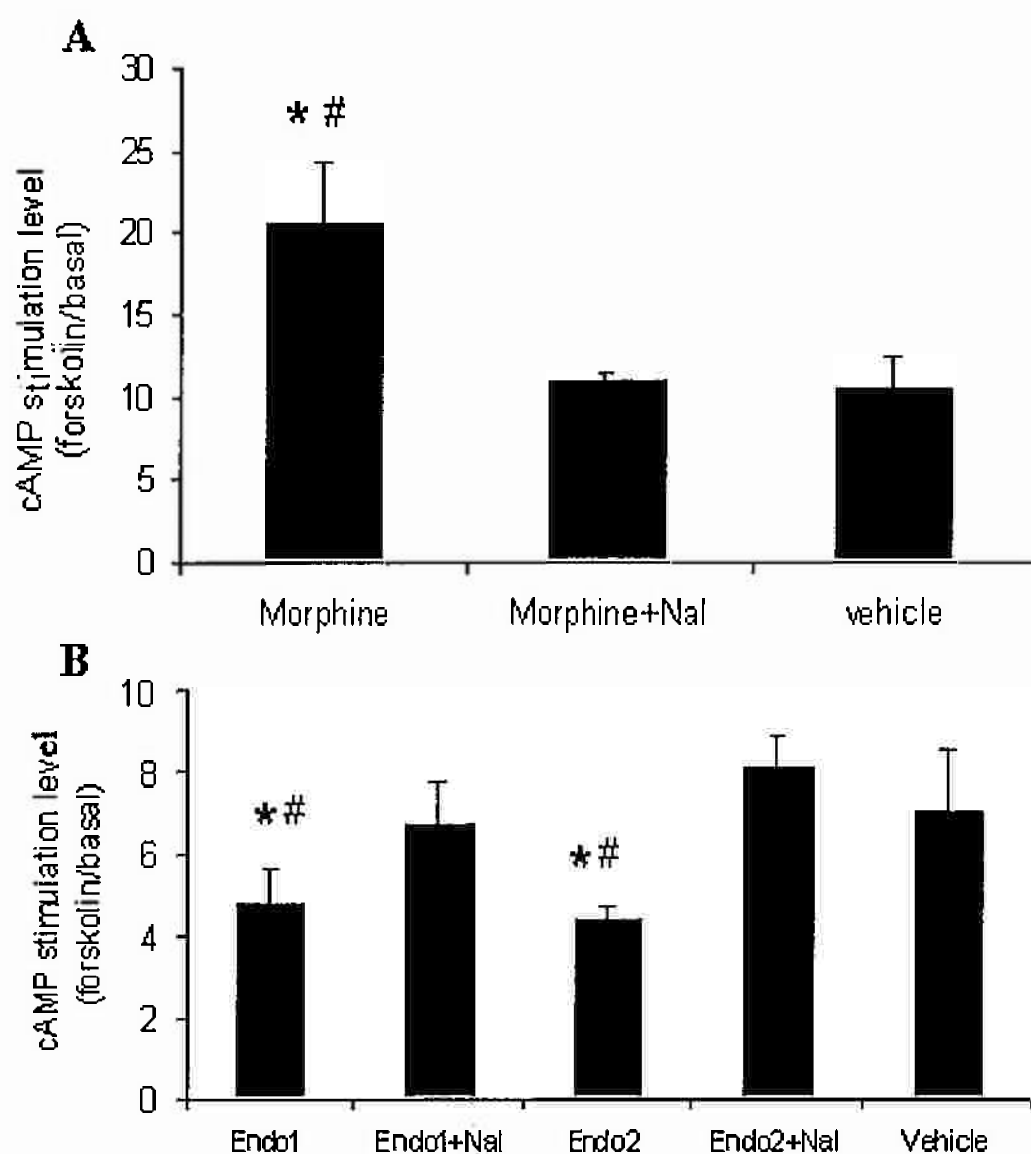 A
30
25
20
15
10
5
0
cAMP stimulation level
(forskolin/basal)
* #
Morphine Morphine+Nal vehicle
B
10
8
6
4
2
0
cAMP stimulation level
(forskolin/basal)
* #
* #
Endo1 Endo1+Nal Endo2 Endo2+Nal Vehicle